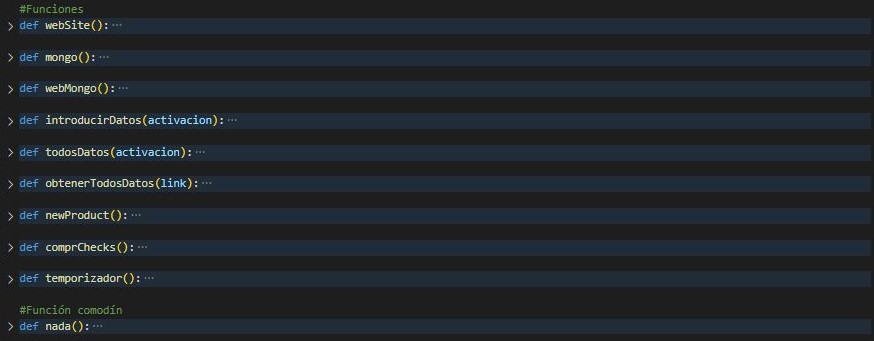 #Funciones
def webSite():···
def mongo():···
def webMongo():···
def introducirDatos(activacion):···
def todosDatos(activacion):···
def obtenerTodosDatos(link):···
def newProduct():···
def comprChecks():···
def temporizador():···
#Función comodín
def nada():···